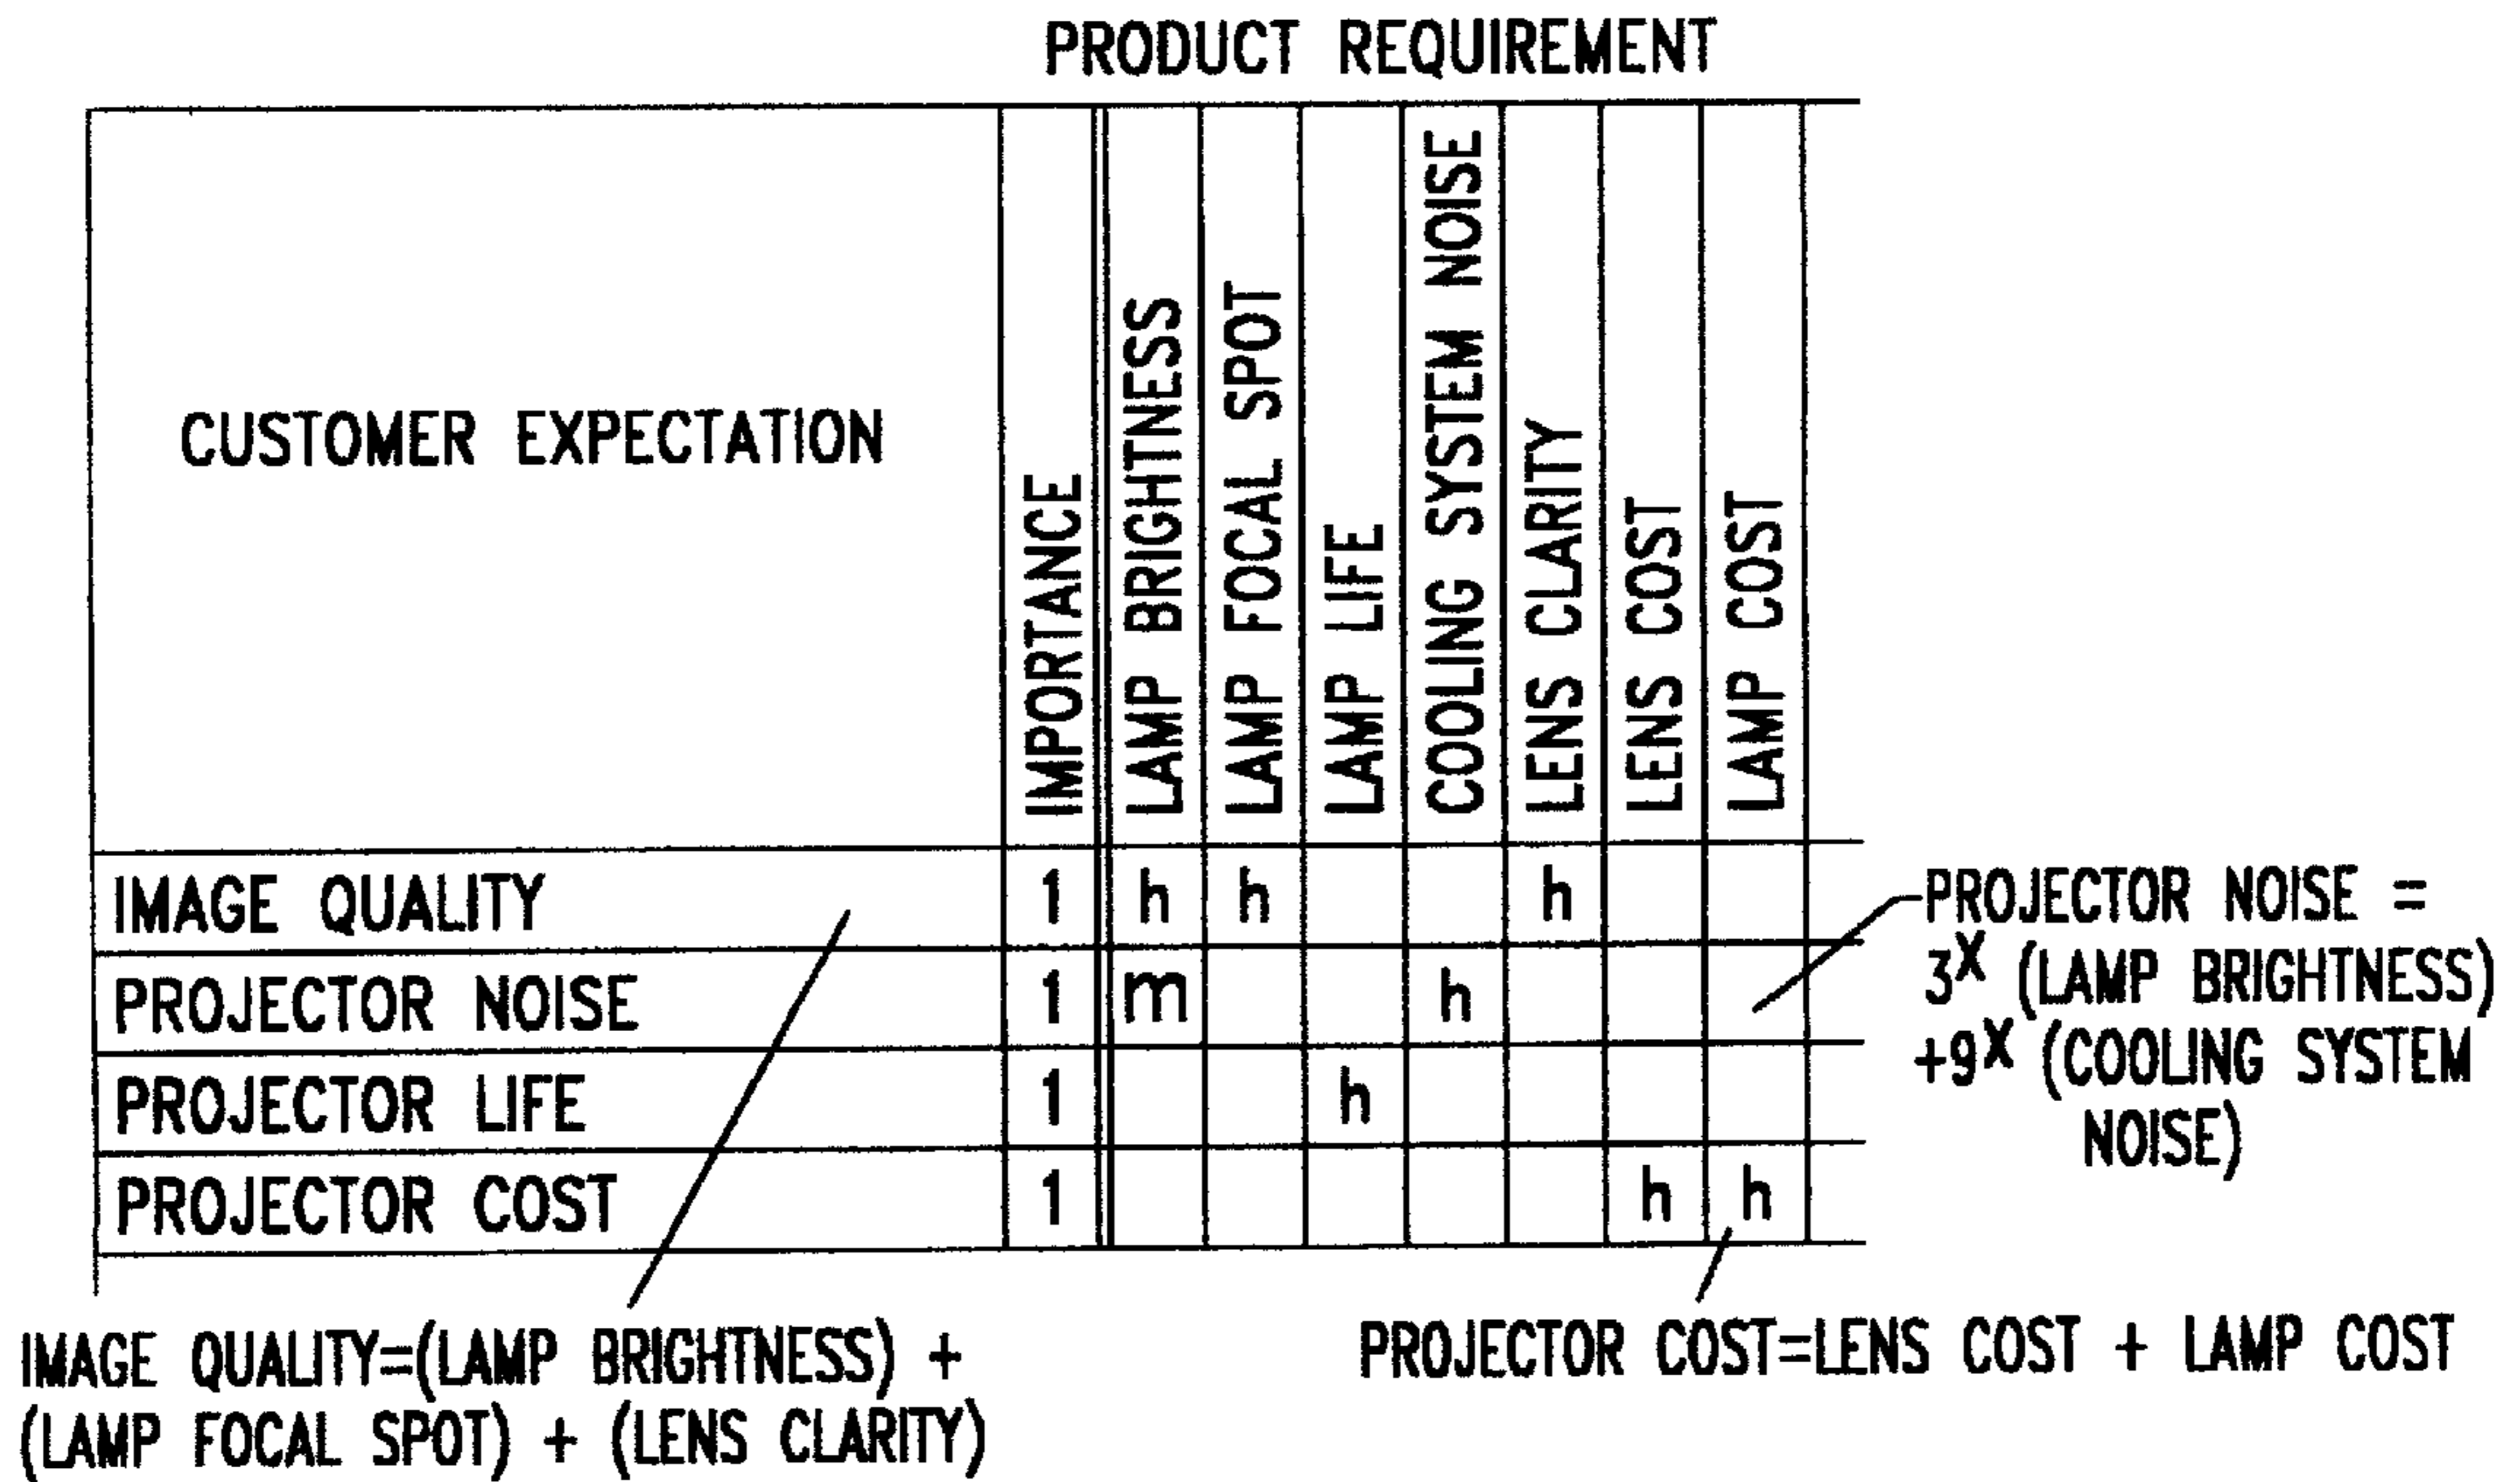 PRODUCT REQUIREMENT
CUSTOMER EXPECTATION
IMPORTANCE
LAMP BRIGHTNESS
LAMP FOCAL SPOT
LAMP LIFE
COOLING SYSTEM NOISE
LENS CLARITY
LENS COST
LAMP COST
IMAGE QUALITY 1 h h h
PROJECTOR NOISE 1 m h
PROJECTOR LIFE 1 h
PROJECTOR COST 1 h h
PROJECTOR NOISE =
3X (LAMP BRIGHTNESS)
+9X (COOLING SYSTEM
NOISE)
IMAGE QUALITY=(LAMP BRIGHTNESS) +
(LAMP FOCAL SPOT) + (LENS CLARITY)
PROJECTOR COST=LENS COST + LAMP COST